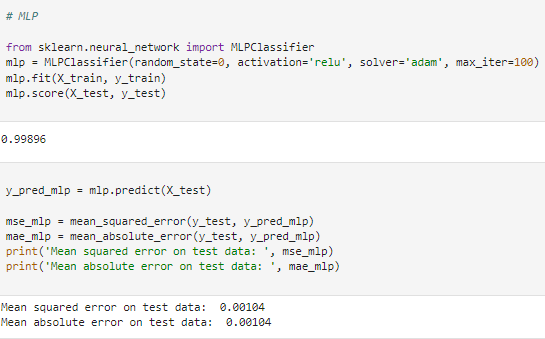 # MLP
from sklearn.neural_network import MLPClassifier
mlp = MLPClassifier(random_state=0, activation='relu', solver='adam', max_iter=100)
mlp.fit(X_train, y_train)
mlp.score(X_test, y_test)
0.99896
y_pred_mlp = mlp.predict(X_test)
mse_mlp = mean_squared_error(y_test, y_pred_mlp)
mae_mlp = mean_absolute_error(y_test, y_pred_mlp)
print('Mean squared error on test data: ', mse_mlp)
print('Mean absolute error on test data: ', mae_mlp)
Mean squared error on test data:  0.00104
Mean absolute error on test data:  0.00104